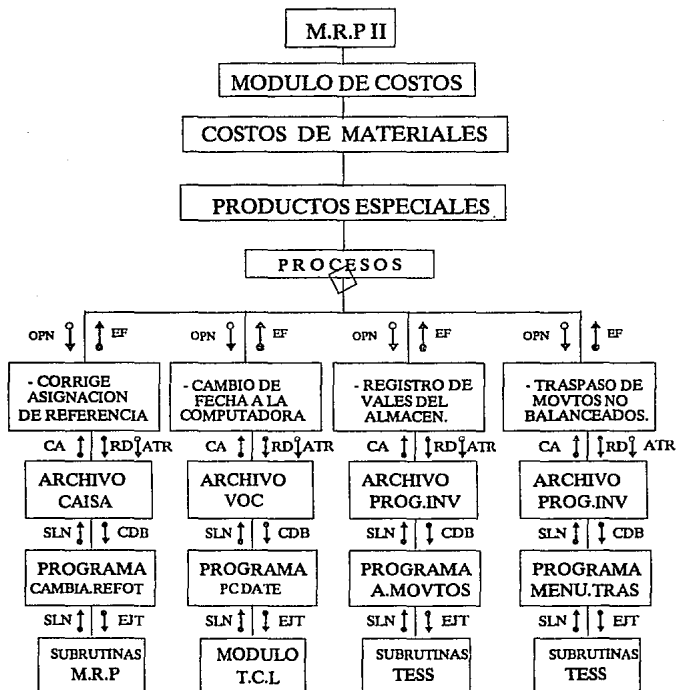 M.R.P II
MODULO DE COSTOS
COSTOS DE MATERIALES
PRODUCTOS ESPECIALES
PROCESOS
OPN EF OPN EF OPN EF OPN EF
- CORRIGE
ASIGNACION
DE REFERENCIA
- CAMBIO DE
FECHA A LA
COMPUTADORA
- REGISTRO DE
VALES DEL
ALMACEN.
- TRASPASO DE
MOVTOS NO
BALANCEADOS.
CA RD ATR CA RD ATR CA RD ATR CA RD ATR
ARCHIVO
CAISA
ARCHIVO
VOC
ARCHIVO
PROG.INV
ARCHIVO
PROG.INV
SLN CDB SLN CDB SLN CDB SLN CDB
PROGRAMA
CAMBIA.REFOT
PROGRAMA
PCDATE
PROGRAMA
A.MOVTOS
PROGRAMA
MENU.TRAS
SLN EJT SLN EJT SLN EJT SLN EJT
SUBRUTINAS
M.R.P
MODULO
T.C.L
SUBRUTINAS
TESS
SUBRUTINAS
TESS